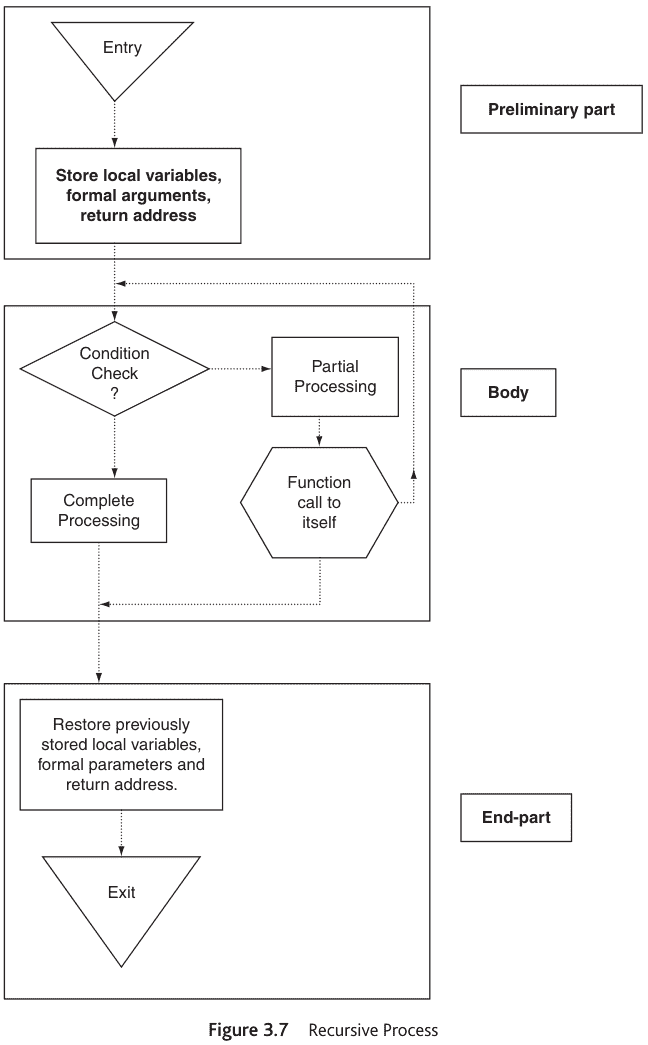 Entry
Preliminary part
Store local variables,
formal arguments,
return address
Condition
Check
?
Partial
Processing
Body
Complete
Processing
Function
call to
itself
Restore previously
stored local variables,
formal parameters and
return address.
End-part
Exit
Figure 3.7 Recursive Process